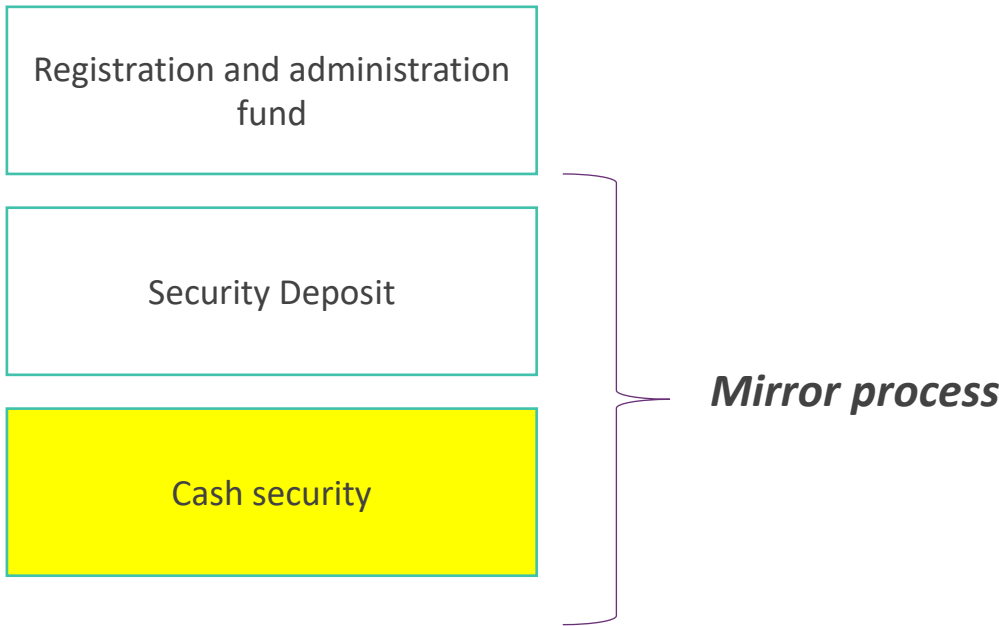 Registration and administration
fund
Security Deposit
Mirror process
Cash security